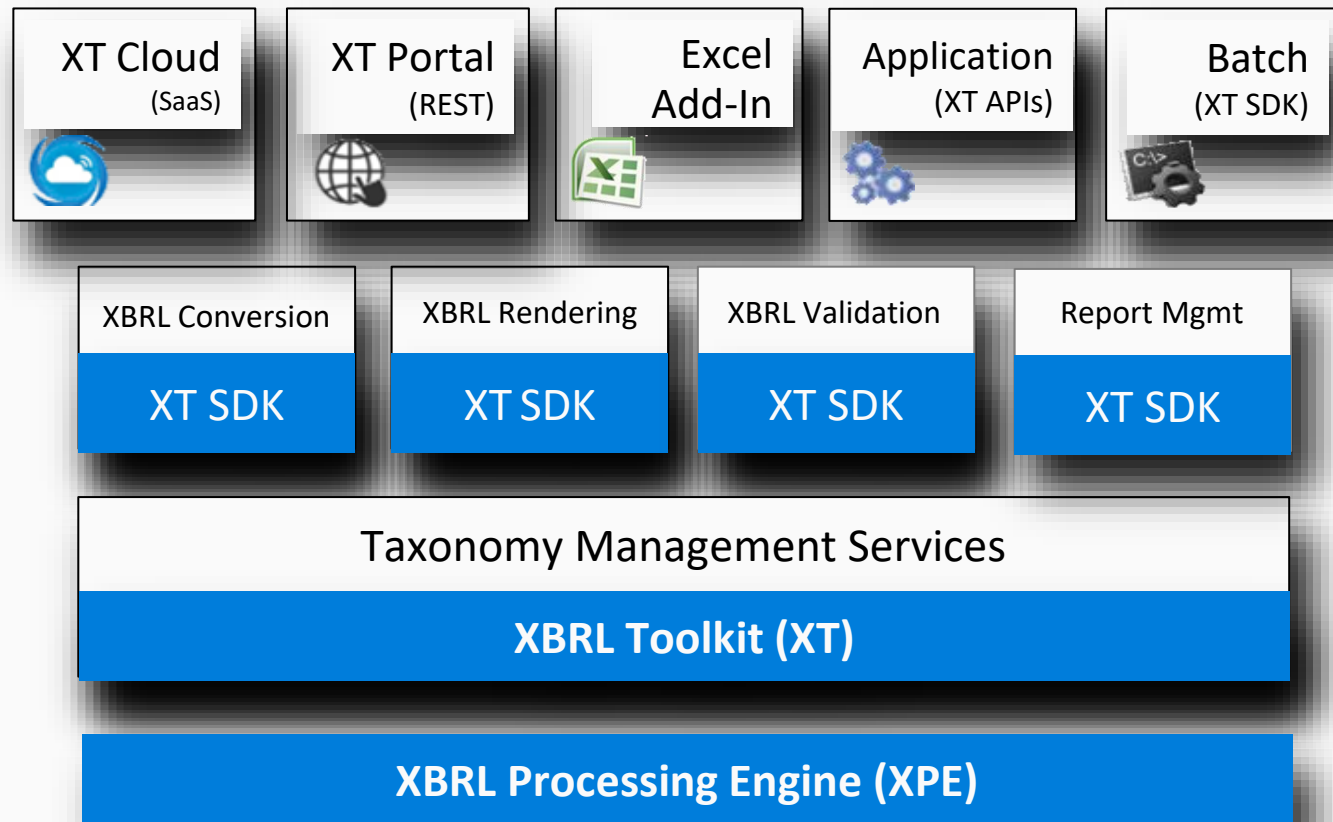 XT Cloud
(SaaS)
XT Portal
(REST)
Excel
Add-In
Application
(XT APIs)
Batch
(XT SDK)
C:\>
XBRL Conversion
XT SDK
XBRL Rendering
XT SDK
XBRL Validation
XT SDK
Report Mgmt
XT SDK
Taxonomy Management Services
XBRL Toolkit (XT)
XBRL Processing Engine (XPE)